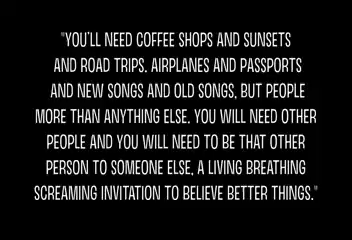 "YOU'LL NEED COFFEE SHOPS AND SUNSETS
AND ROAD TRIPS. AIRPLANES AND PASSPORTS
AND NEW SONGS AND OLD SONGS, BUT PEOPLE
MORE THAN ANYTHING ELSE. YOU WILL NEED OTHER
PEOPLE AND YOU WILL NEED TO BE THAT OTHER
PERSON TO SOMEONE ELSE, A LIVING BREATHING
SCREAMING INVITATION TO BELIEVE BETTER THINGS."